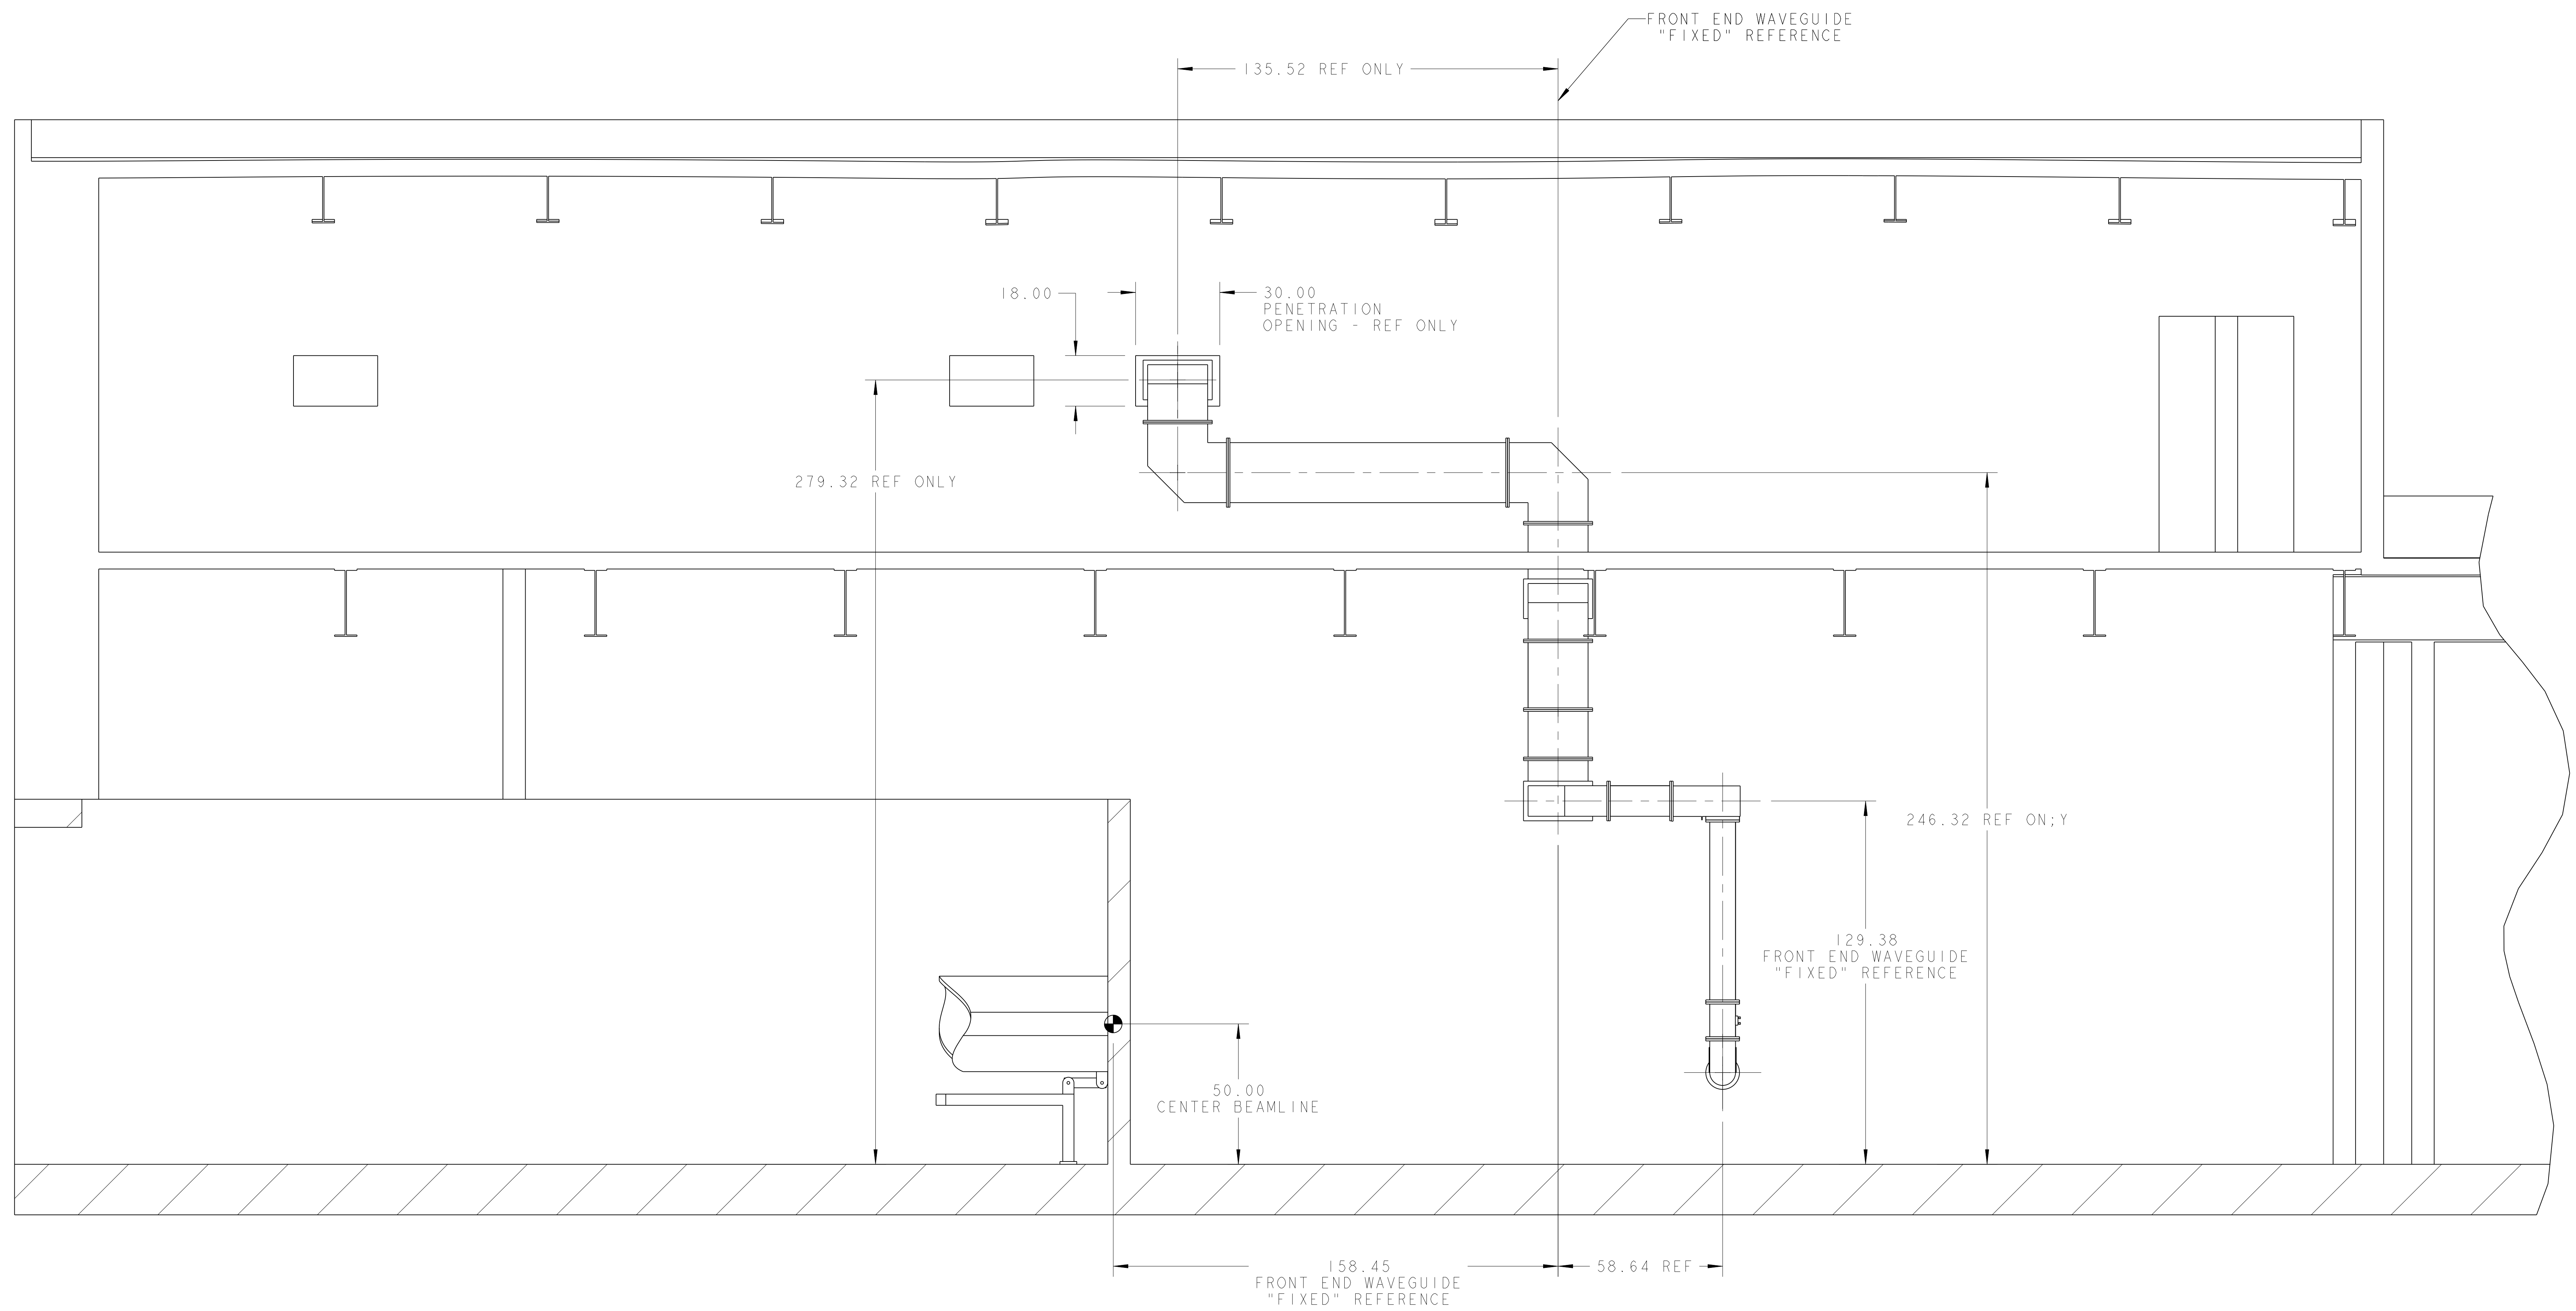 FRONT END WAVEGUIDE
"FIXED" REFERENCE
135.52 REF ONLY
18.00
30.00
PENETRATION
OPENING - REF ONLY
279.32 REF ONLY
246.32 REF ON;Y
129.38
FRONT END WAVEGUIDE
"FIXED" REFERENCE
50.00
CENTER BEAMLINE
158.45
FRONT END WAVEGUIDE
"FIXED" REFERENCE
58.64 REF